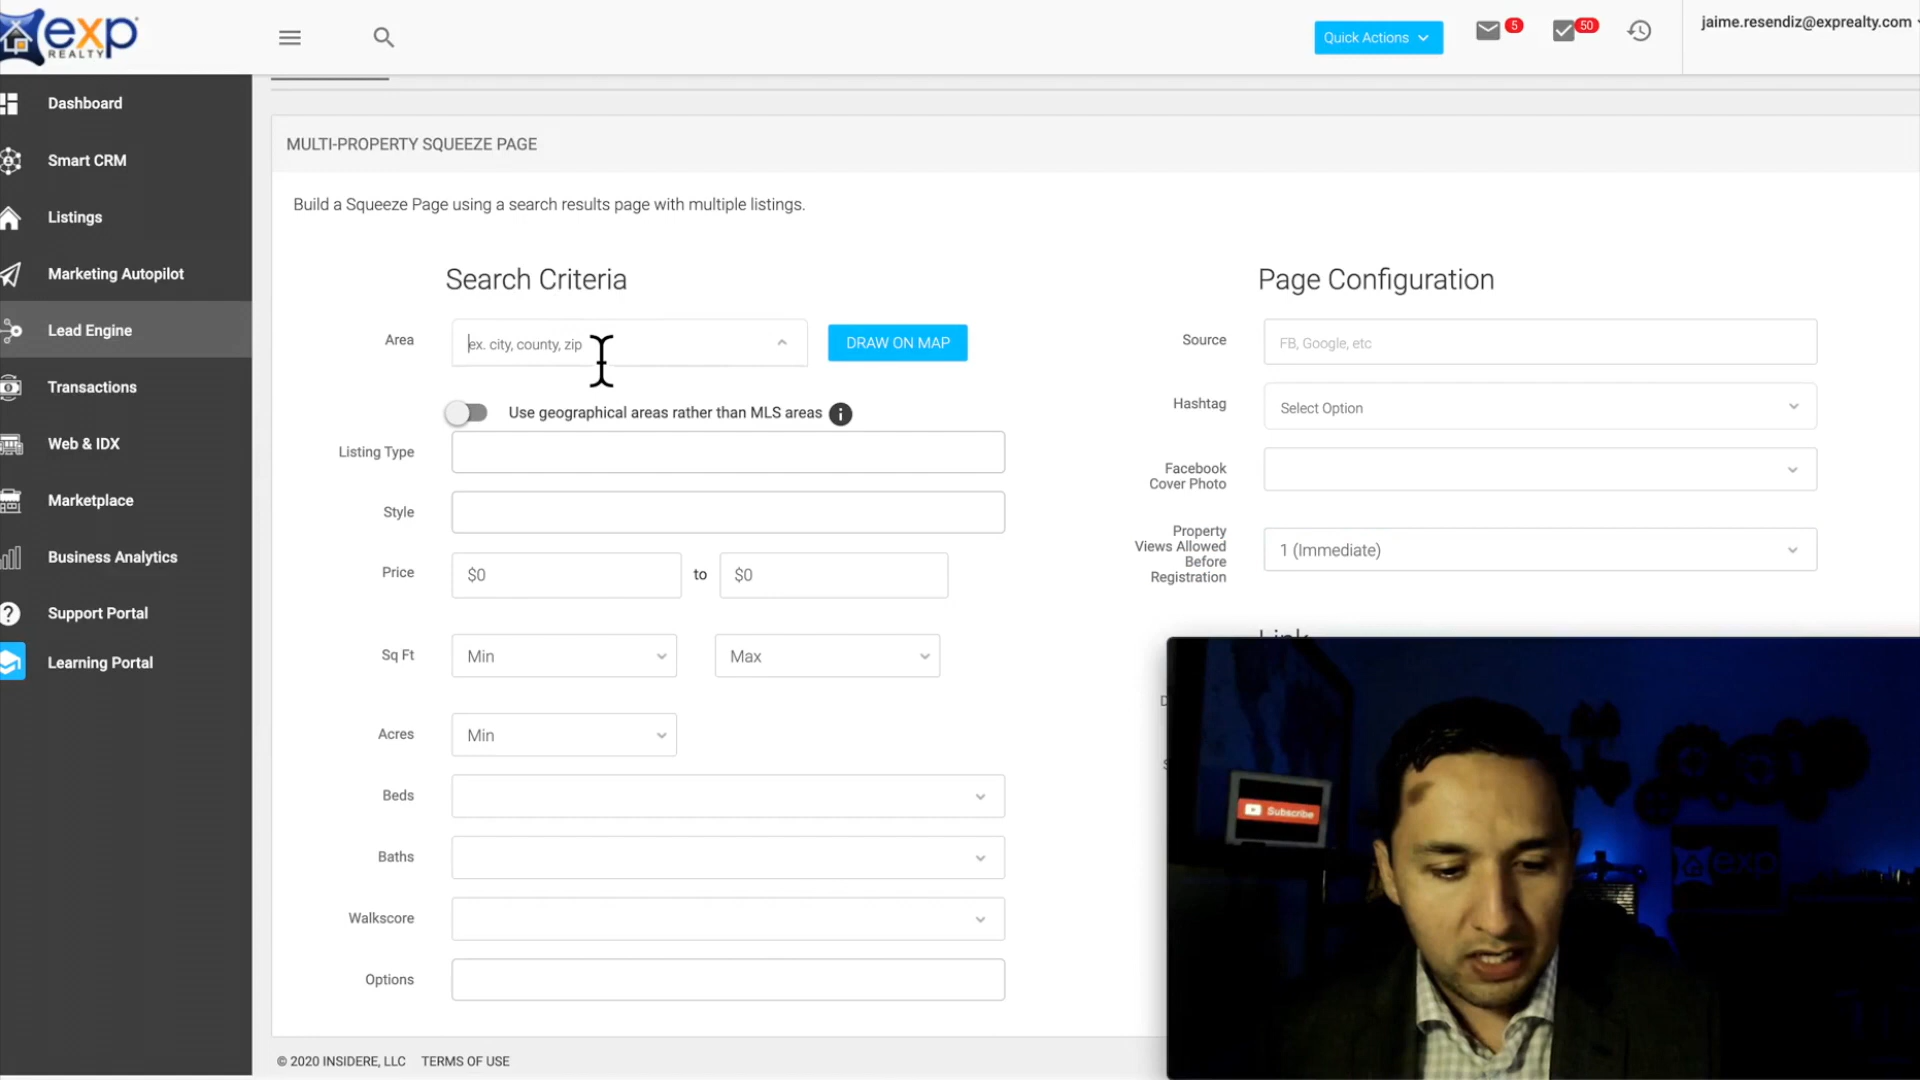 exp
REALTY
Quick Actions
5
50
jaime.resendiz@exprealty.com
Dashboard
Smart CRM
Listings
Marketing Autopilot
Lead Engine
Transactions
Web & IDX
Marketplace
Business Analytics
Support Portal
Learning Portal
MULTI-PROPERTY SQUEEZE PAGE
Build a Squeeze Page using a search results page with multiple listings.
Search Criteria
Area
ex. city, county, zip
DRAW ON MAP
Use geographical areas rather than MLS areas
Listing Type
Style
Price
$0
to
$0
Sq Ft
Min
Max
Acres
Min
Beds
Baths
Walkscore
Options
Page Configuration
Source
FB, Google, etc
Hashtag
Select Option
Facebook
Cover Photo
Property
Views Allowed
Before
Registration
1 (Immediate)
Link
Subscribe
exp
© 2020 INSIDERE, LLC
TERMS OF USE